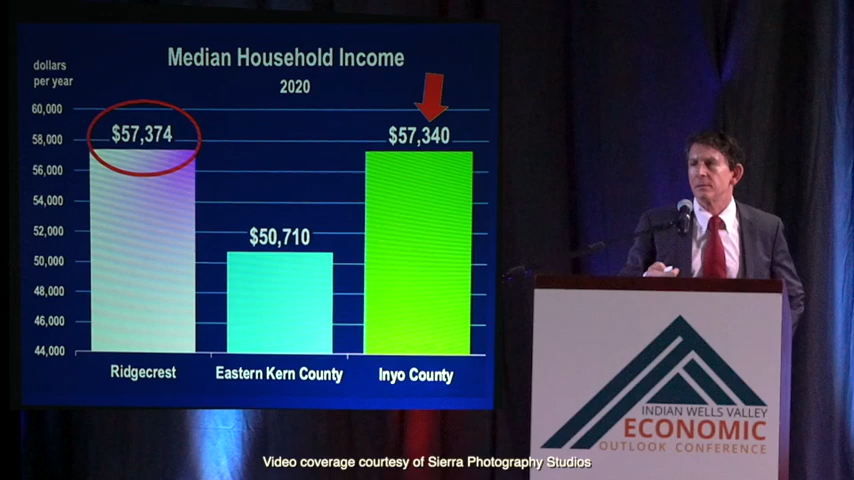 Median Household Income
2020
dollars
per year
60,000
58,000
56,000
54,000
52,000
50,000
48,000
46,000
44,000
$57,374
$50,710
$57,340
Ridgecrest
Eastern Kern County
Inyo County
INDIAN WELLS VALLEY
ECONOMIC
OUTLOOK CONFERENCE
Video coverage courtesy of Sierra Photography Studios